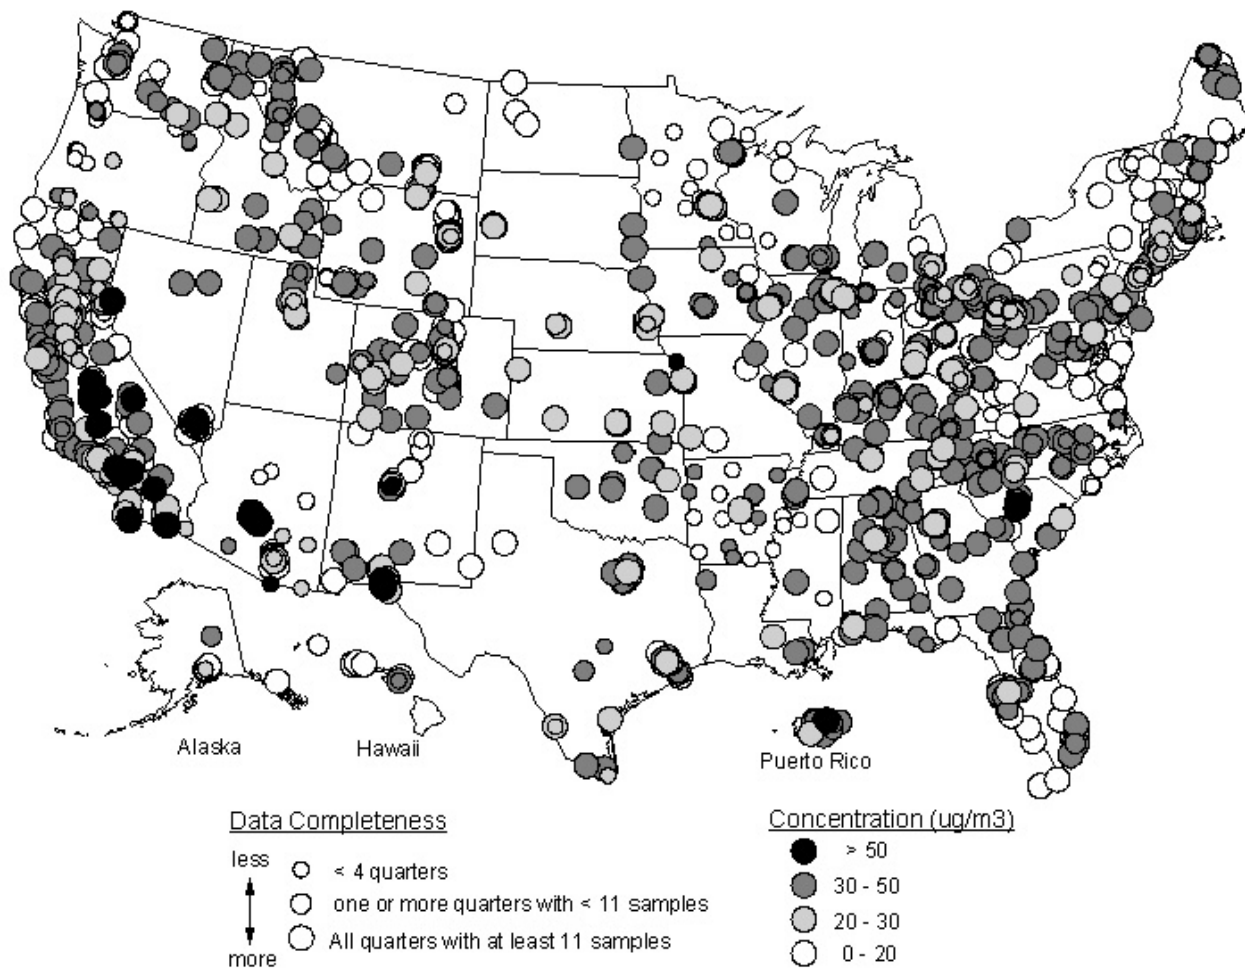 Alaska
Hawaii
Puerto Rico
Data Completeness
less
< 4 quarters
one or more quarters with < 11 samples
All quarters with at least 11 samples
more
Concentration (ug/m3)
> 50
30 - 50
20 - 30
0 - 20